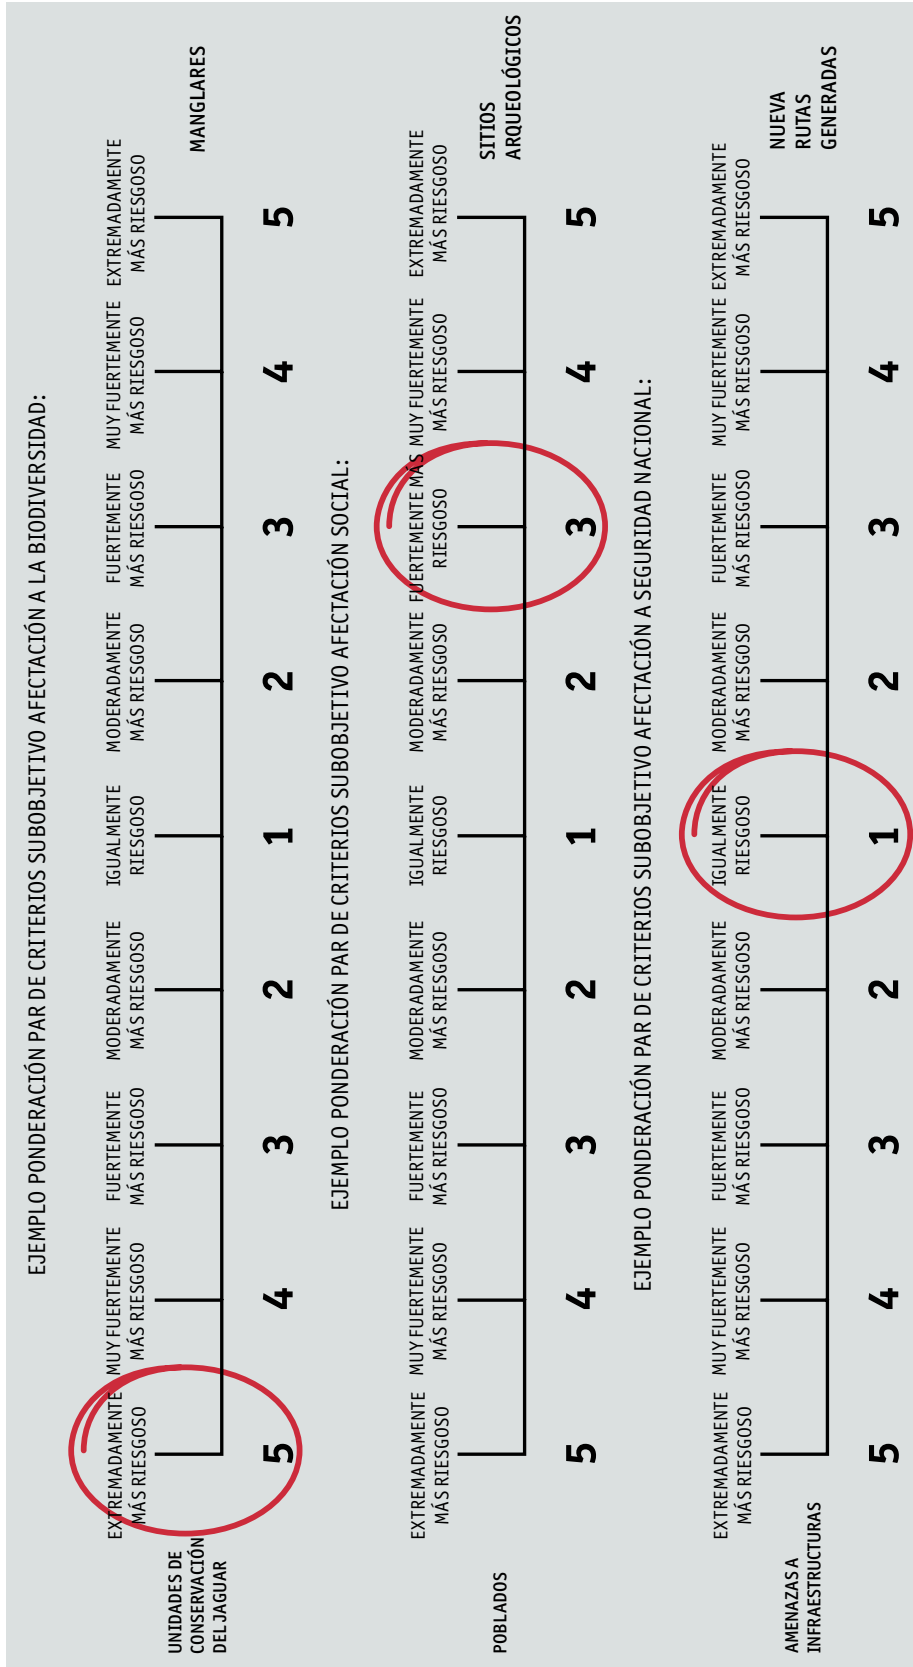 EJEMPLO PONDERACIÓN PAR DE CRITERIOS SUBOBJETIVO AFECTACIÓN A LA BIODIVERSIDAD:
UNIDADES DE
CONSERVACIÓN
DEL JAGUAR
EXTREMADAMENTE
MÁS RIESGOSO
MUY FUERTEMENTE
MÁS RIESGOSO
FUERTEMENTE
MÁS RIESGOSO
MODERADAMENTE
MÁS RIESGOSO
IGUALMENTE
RIESGOSO
MODERADAMENTE
MÁS RIESGOSO
FUERTEMENTE
MÁS RIESGOSO
MUY FUERTEMENTE
MÁS RIESGOSO
EXTREMADAMENTE
MÁS RIESGOSO
MANGLARES
5 4 3 2 1 2 3 4 5
EJEMPLO PONDERACIÓN PAR DE CRITERIOS SUBOBJETIVO AFECTACIÓN SOCIAL:
POBLADOS
EXTREMADAMENTE
MÁS RIESGOSO
MUY FUERTEMENTE
MÁS RIESGOSO
FUERTEMENTE
MÁS RIESGOSO
MODERADAMENTE
MÁS RIESGOSO
IGUALMENTE
RIESGOSO
MODERADAMENTE
MÁS RIESGOSO
FUERTEMENTE MÁS
RIESGOSO
MUY FUERTEMENTE
MÁS RIESGOSO
EXTREMADAMENTE
MÁS RIESGOSO
SITIOS
ARQUEOLÓGICOS
5 4 3 2 1 2 3 4 5
EJEMPLO PONDERACIÓN PAR DE CRITERIOS SUBOBJETIVO AFECTACIÓN A SEGURIDAD NACIONAL:
AMENAZAS A
INFRAESTRUCTURAS
EXTREMADAMENTE
MÁS RIESGOSO
MUY FUERTEMENTE
MÁS RIESGOSO
FUERTEMENTE
MÁS RIESGOSO
MODERADAMENTE
MÁS RIESGOSO
IGUALMENTE
RIESGOSO
MODERADAMENTE
MÁS RIESGOSO
FUERTEMENTE
MÁS RIESGOSO
MUY FUERTEMENTE
MÁS RIESGOSO
EXTREMADAMENTE
MÁS RIESGOSO
NUEVA
RUTAS
GENERADAS
5 4 3 2 1 2 3 4 5